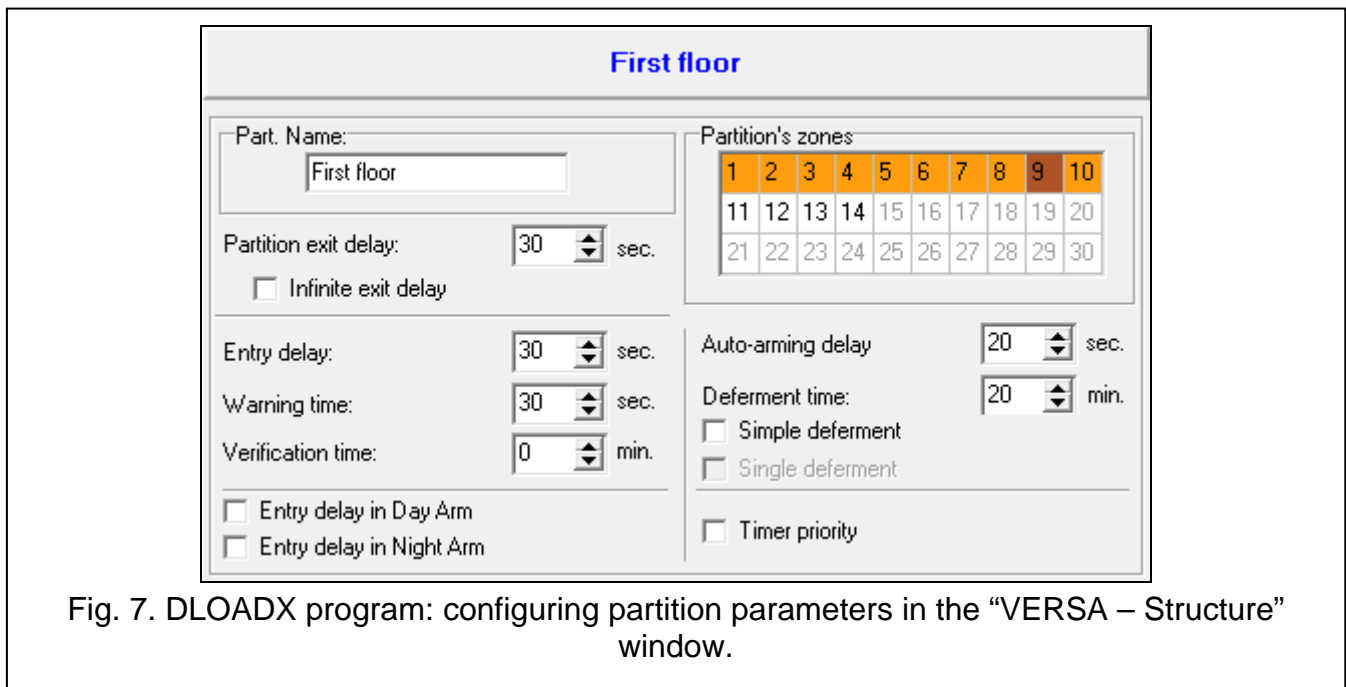 First floor
Part. Name:
First floor
Partition exit delay: 30 sec.
Infinite exit delay
Entry delay: 30 sec.
Warning time: 30 sec.
Verification time: 0 min.
Entry delay in Day Arm
Entry delay in Night Arm
Partition's zones
1 2 3 4 5 6 7 8 9 10
11 12 13 14 15 16 17 18 19 20
21 22 23 24 25 26 27 28 29 30
Auto-arming delay 20 sec.
Deferment time: 20 min.
Simple deferment
Single deferment
Timer priority
Fig. 7. DLOADX program: configuring partition parameters in the “VERSA – Structure”
window.